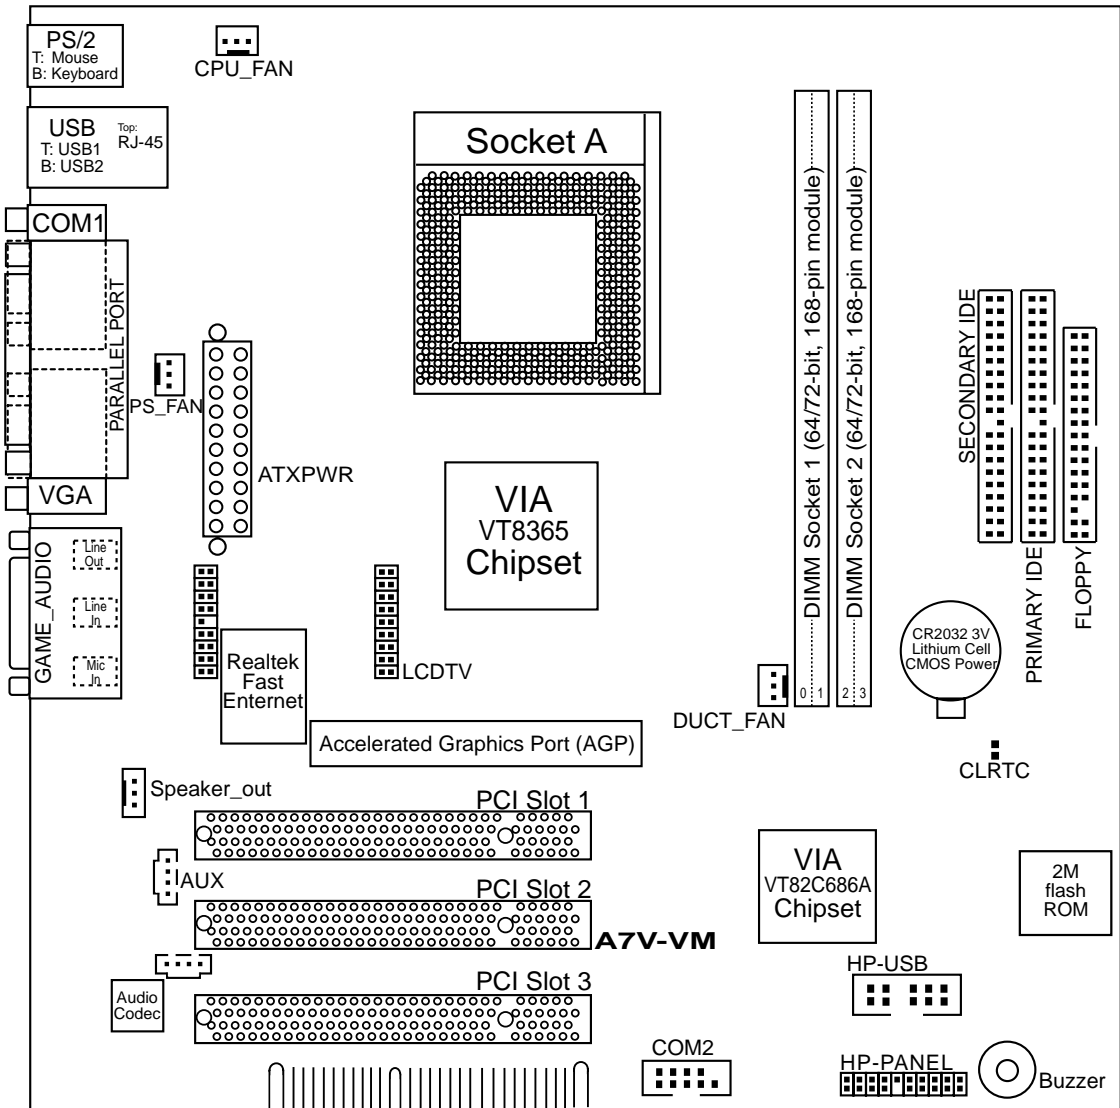 PS/2
T: Mouse
B: Keyboard
CPU_FAN
USB
T: USB1
B: USB2
Top:
RJ-45
Socket A
COM1
PARALLEL PORT
PS_FAN
ATXPWR
VGA
VIA
VT8365
Chipset
DIMM Socket 1 (64/72-bit, 168-pin module)
DIMM Socket 2 (64/72-bit, 168-pin module)
0 1
2 3
SECONDARY IDE
PRIMARY IDE
FLOPPY
GAME_AUDIO
Line
Out
Line
In
Mic
In
Realtek
Fast
Enternet
LCDTV
CR2032 3V
Lithium Cell
CMOS Power
DUCT_FAN
Accelerated Graphics Port (AGP)
CLRTC
Speaker_out
PCI Slot 1
AUX
PCI Slot 2
A7V-VM
VIA
VT82C686A
Chipset
2M
flash
ROM
Audio
Codec
PCI Slot 3
HP-USB
COM2
HP-PANEL
Buzzer